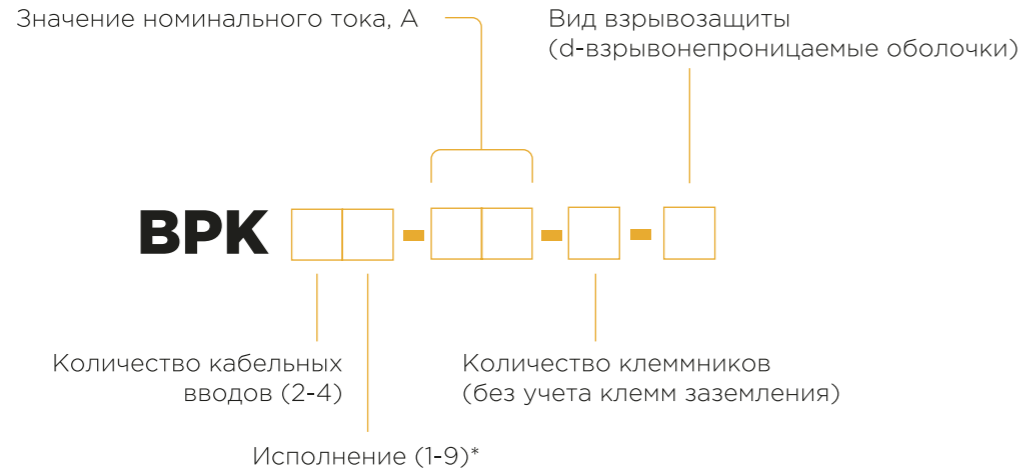 Значение номинального тока, А
Вид взрывозащиты
(d-взрывонепроницаемые оболочки)
ВРК - - -
Количество кабельных
вводов (2-4)
Количество клеммников
(без учета клемм заземления)
Исполнение (1-9)*